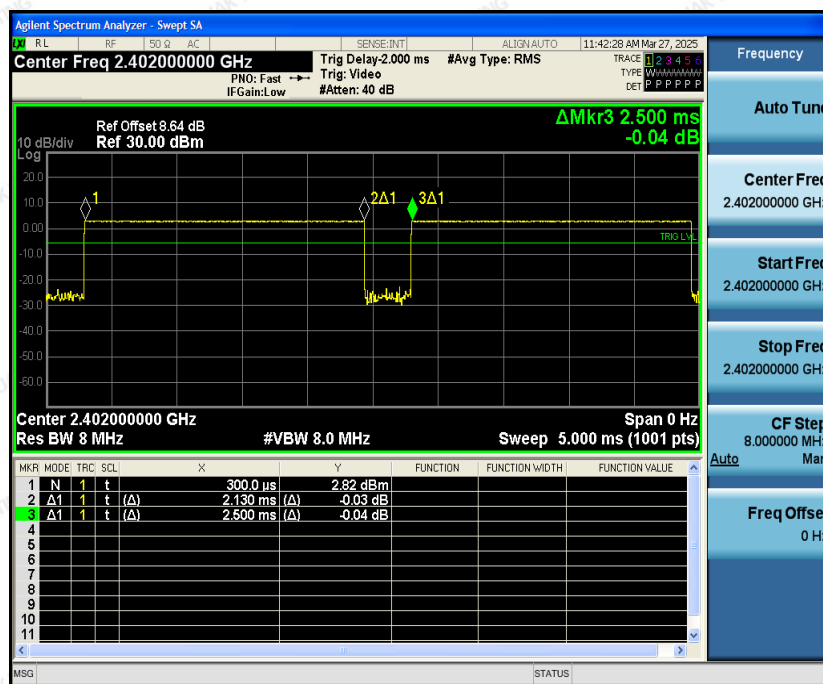 Agilent Spectrum Analyzer - Swept SA
LXI RL RF 50 Ω AC SENSE:INT ALIGN AUTO 11:42:28 AM Mar 27, 2025
Center Freq 2.402000000 GHz
PNO: Fast
IFGain:Low
Trig Delay-2.000 ms
Trig: Video
#Atten: 40 dB
#Avg Type: RMS
TRACE 1 2 3 4 5 6
TYPE WWWWWW
DET P P P P P P
ΔMkr3 2.500 ms
-0.04 dB
Ref Offset 8.64 dB
10 dB/div Ref 30.00 dBm
Log
20.0
10.0
0.00
-10.0
-20.0
-30.0
-40.0
-50.0
-60.0
1
2Δ1
3Δ1
TRIG LVL
Center 2.402000000 GHz Span 0 Hz
Res BW 8 MHz #VBW 8.0 MHz Sweep 5.000 ms (1001 pts)
MKR MODE TRC SCL X Y FUNCTION FUNCTION WIDTH FUNCTION VALUE
1 N 1 t 300.0 us 2.82 dBm
2 Δ1 1 t (Δ) 2.130 ms (Δ) -0.03 dB
3 Δ1 1 t (Δ) 2.500 ms (Δ) -0.04 dB
4
5
6
7
8
9
10
11
MSG STATUS
Frequency
Auto Tune
Center Freq
2.402000000 GHz
Start Freq
2.402000000 GHz
Stop Freq
2.402000000 GHz
CF Step
8.000000 MHz
Auto Man
Freq Offset
0 Hz